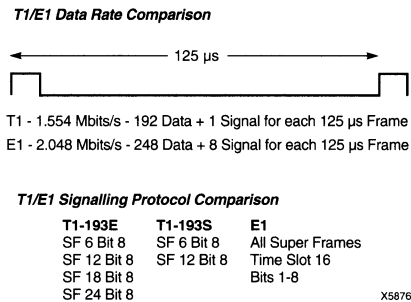 T1/E1 Data Rate Comparison
125 µs
T1 - 1.554 Mbits/s - 192 Data + 1 Signal for each 125 µs Frame
E1 - 2.048 Mbits/s - 248 Data + 8 Signal for each 125 µs Frame
T1/E1 Signalling Protocol Comparison
T1-193E T1-193S E1
SF 6 Bit 8 SF 6 Bit 8 All Super Frames
SF 12 Bit 8 SF 12 Bit 8 Time Slot 16
SF 18 Bit 8 Bits 1-8
SF 24 Bit 8
X5876